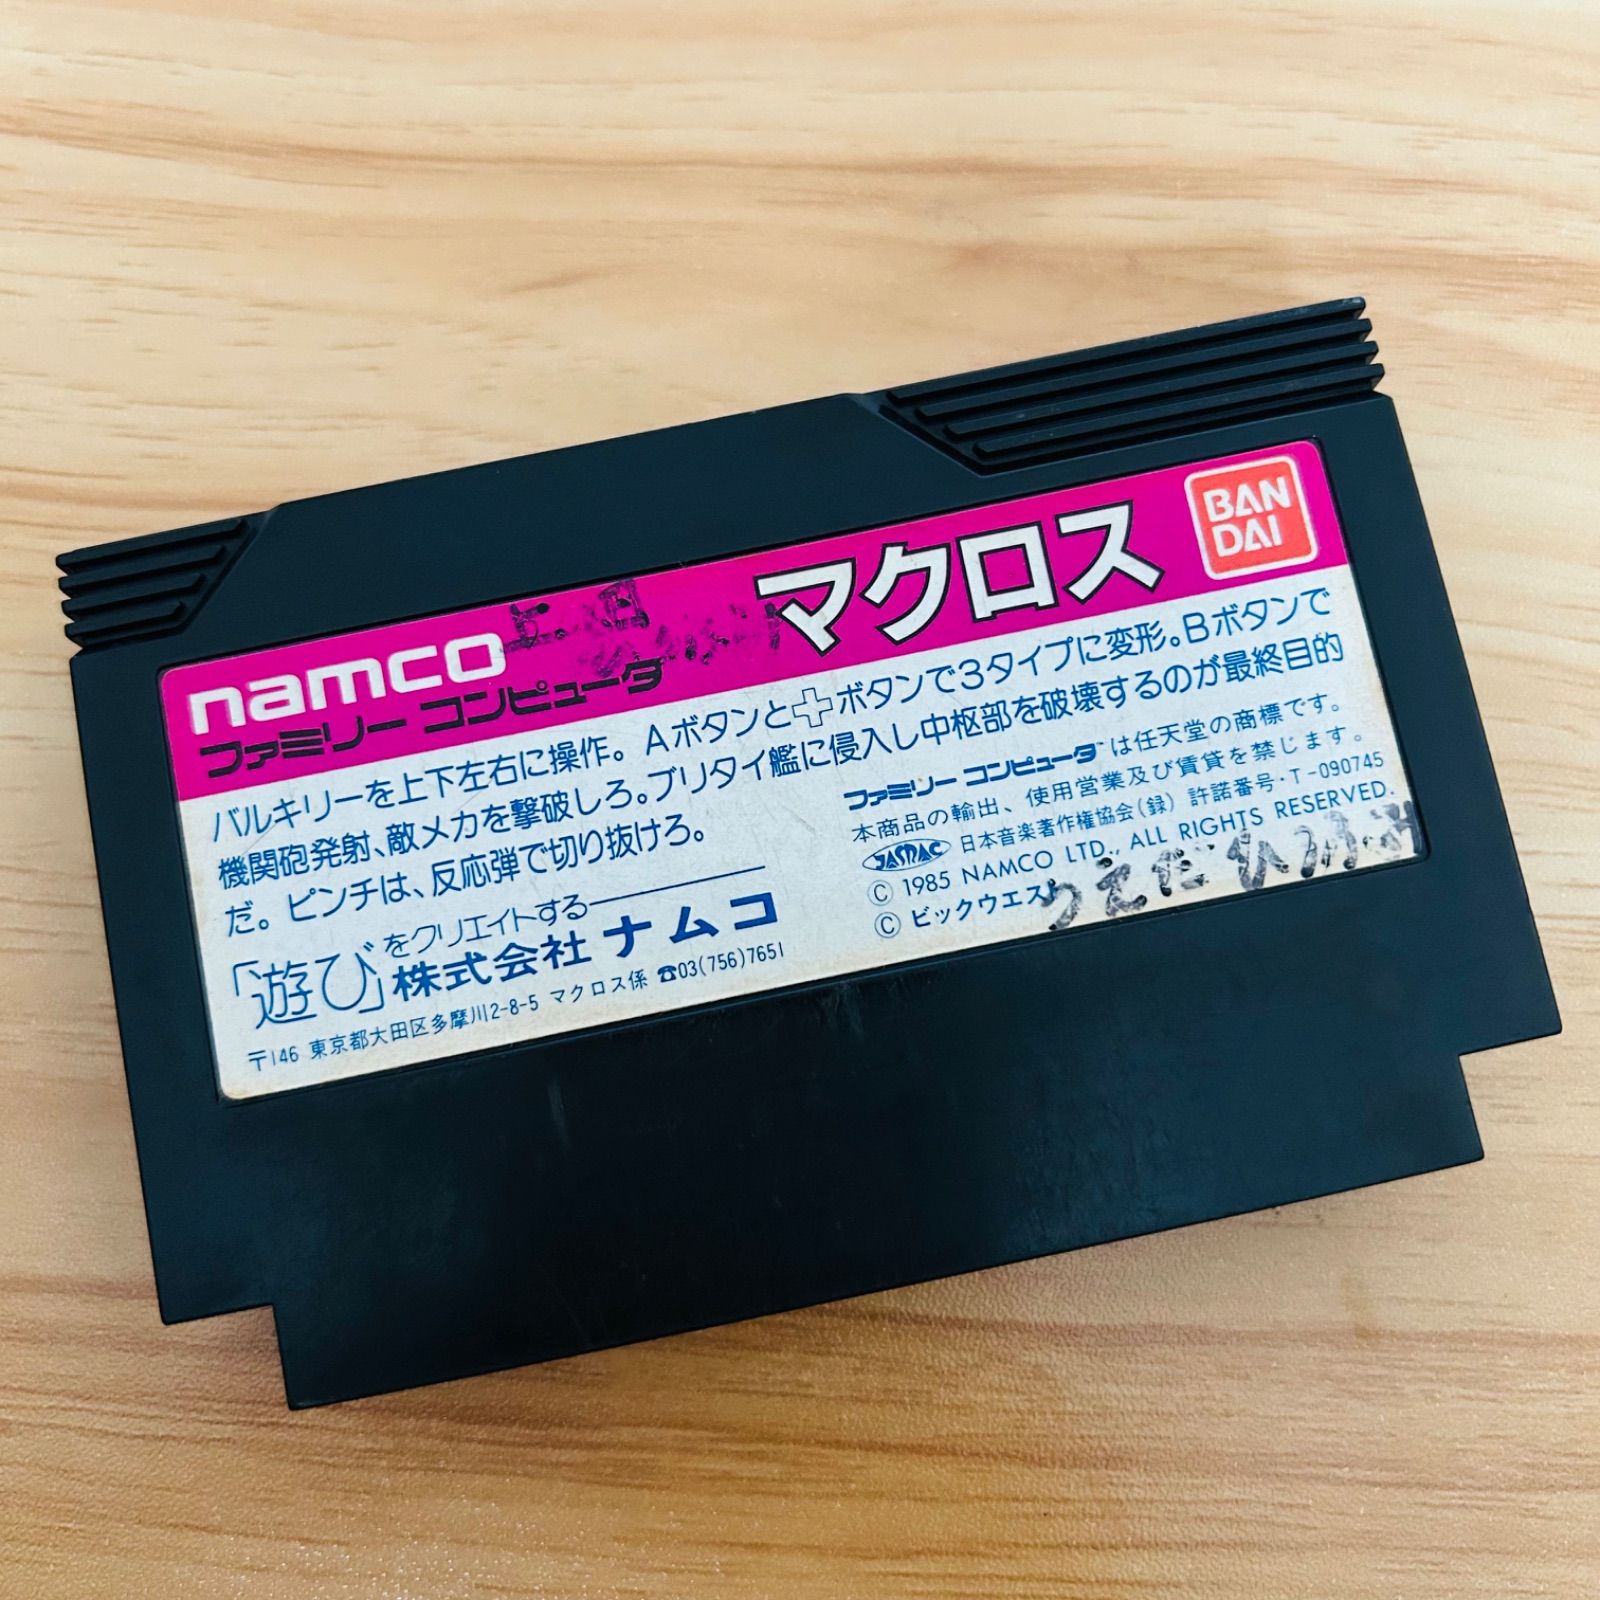 namco
ファミリー コンピュータ
マクロス
BAN
DAI
バルキリーを上下左右に操作。Aボタンと✚ボタンで3タイプに変形。Bボタンで
機関砲発射、敵メカを撃破しろ。ブリタイ艦に侵入し中枢部を破壊するのが最終目的
だ。ピンチは、反応弾で切り抜けろ。
「遊び」をクリエイトする
株式会社 ナムコ
〒146 東京都大田区多摩川2-8-5 マクロス係 ☎03(756)7651
ファミリー コンピュータ™は任天堂の商標です。
本商品の輸出、使用営業及び賃貸を禁じます。
JASRAC 日本音楽著作権協会(録) 許諾番号・T-090745
© 1985 NAMCO LTD., ALL RIGHTS RESERVED.
© ビックウエスト
うえだ